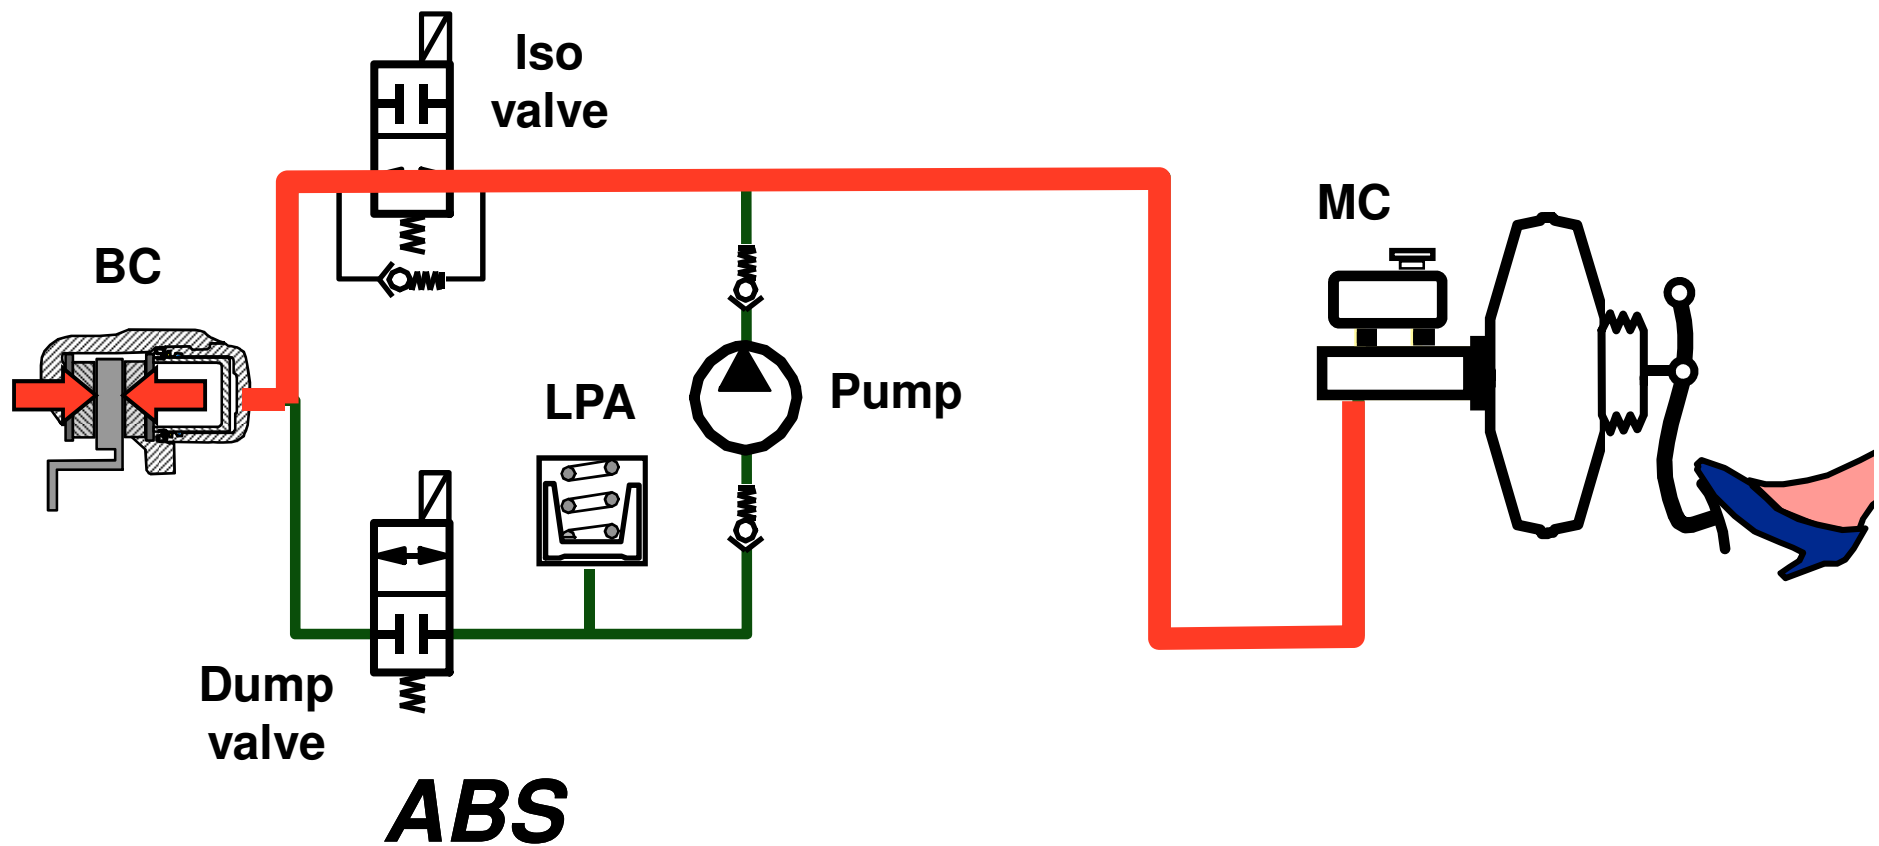 Iso
valve
MC
BC
LPA
Pump
Dump
valve
ABS